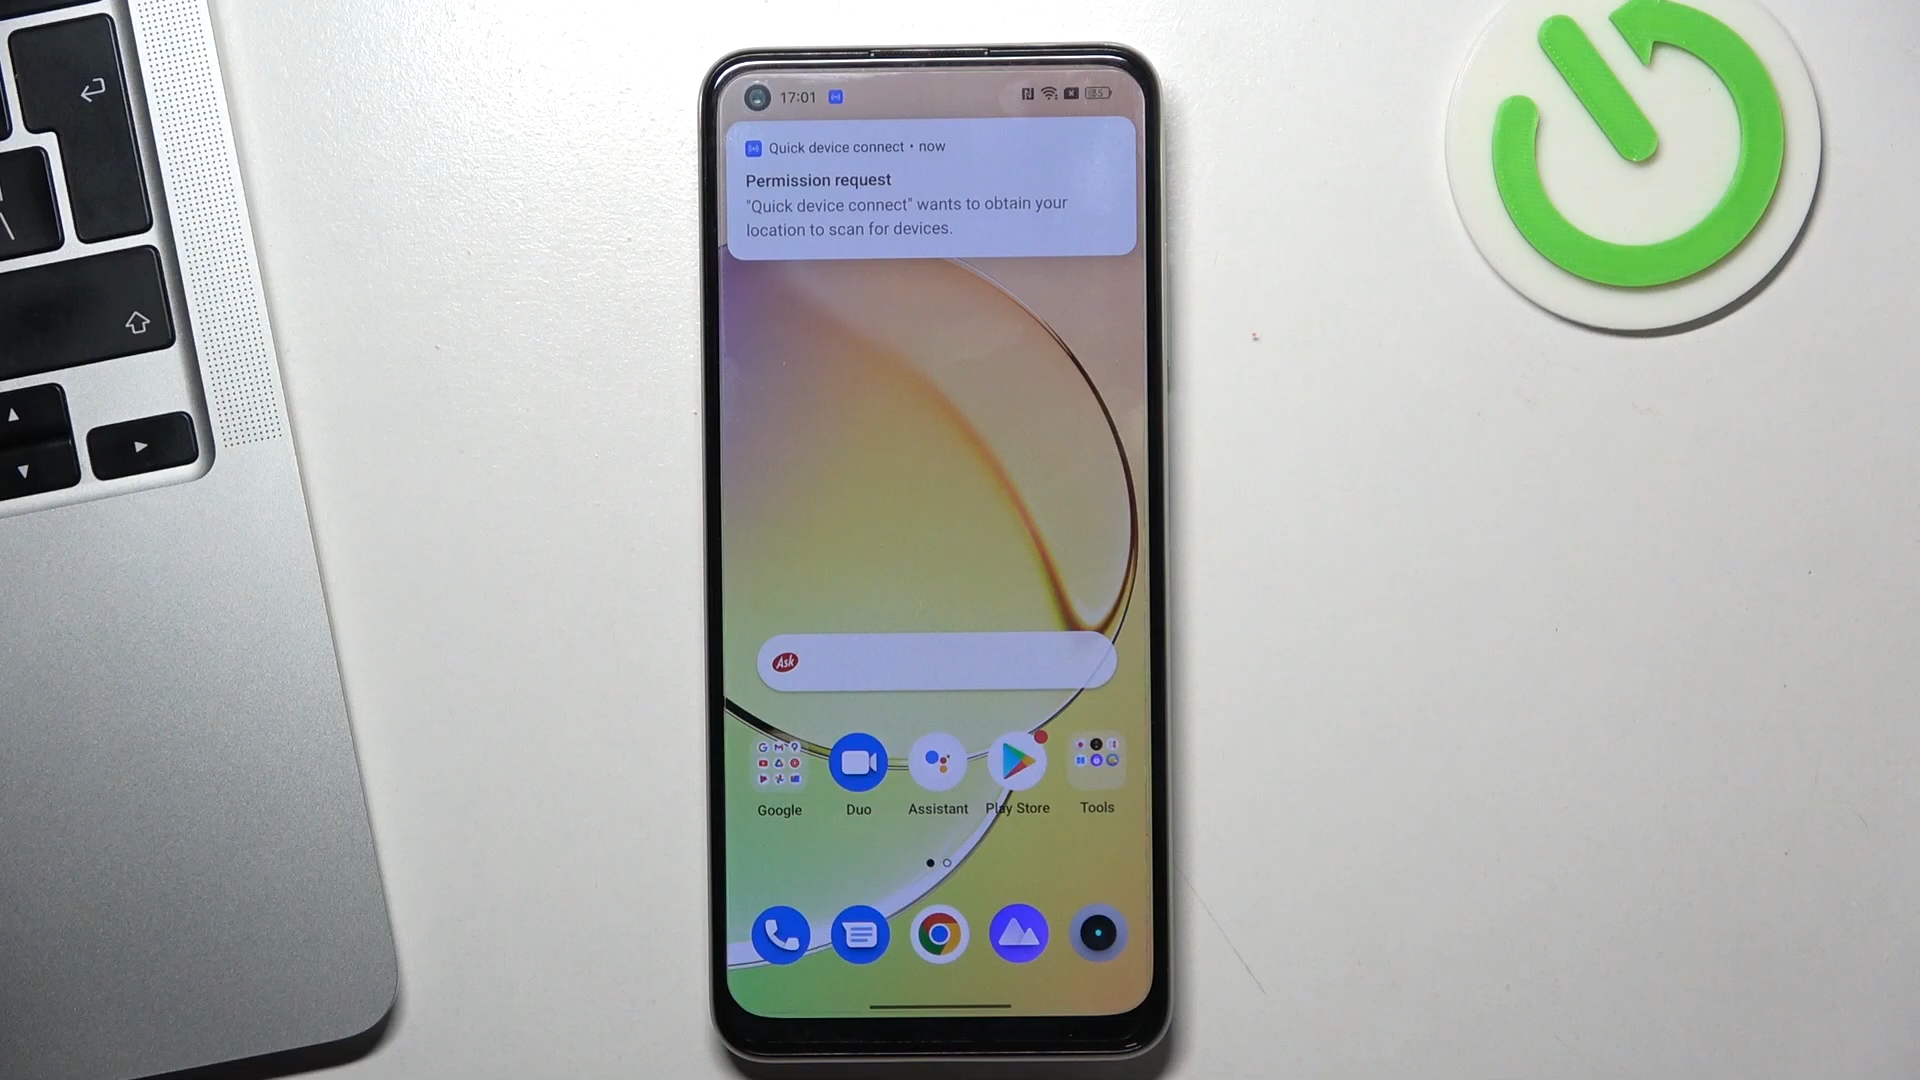 17:01
85
Quick device connect • now
Permission request
"Quick device connect" wants to obtain your
location to scan for devices.
Ask
Google
Duo
Assistant
Play Store
Tools